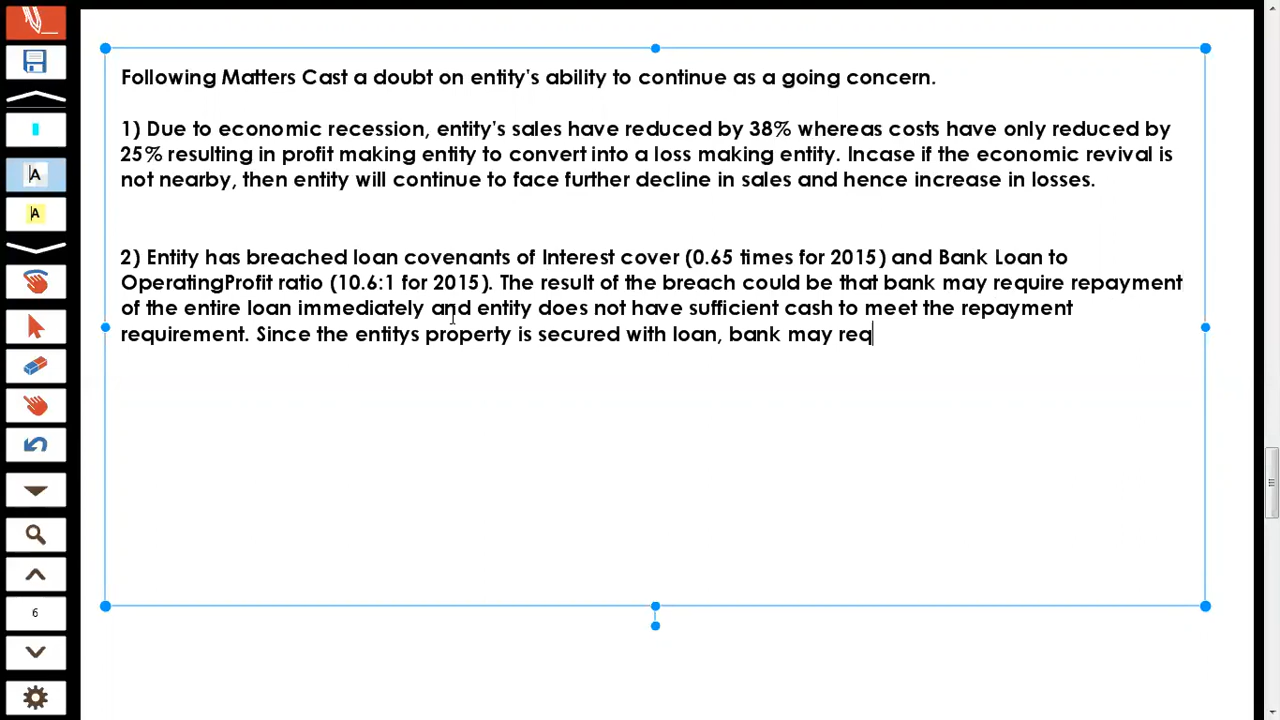 Following Matters Cast a doubt on entity's ability to continue as a going concern.
1) Due to economic recession, entity's sales have reduced by 38% whereas costs have only reduced by
25% resulting in profit making entity to convert into a loss making entity. Incase if the economic revival is
not nearby, then entity will continue to face further decline in sales and hence increase in losses.
2) Entity has breached loan covenants of Interest cover (0.65 times for 2015) and Bank Loan to
OperatingProfit ratio (10.6:1 for 2015). The result of the breach could be that bank may require repayment
of the entire loan immediately and entity does not have sufficient cash to meet the repayment
requirement. Since the entitys property is secured with loan, bank may req
A
A
6